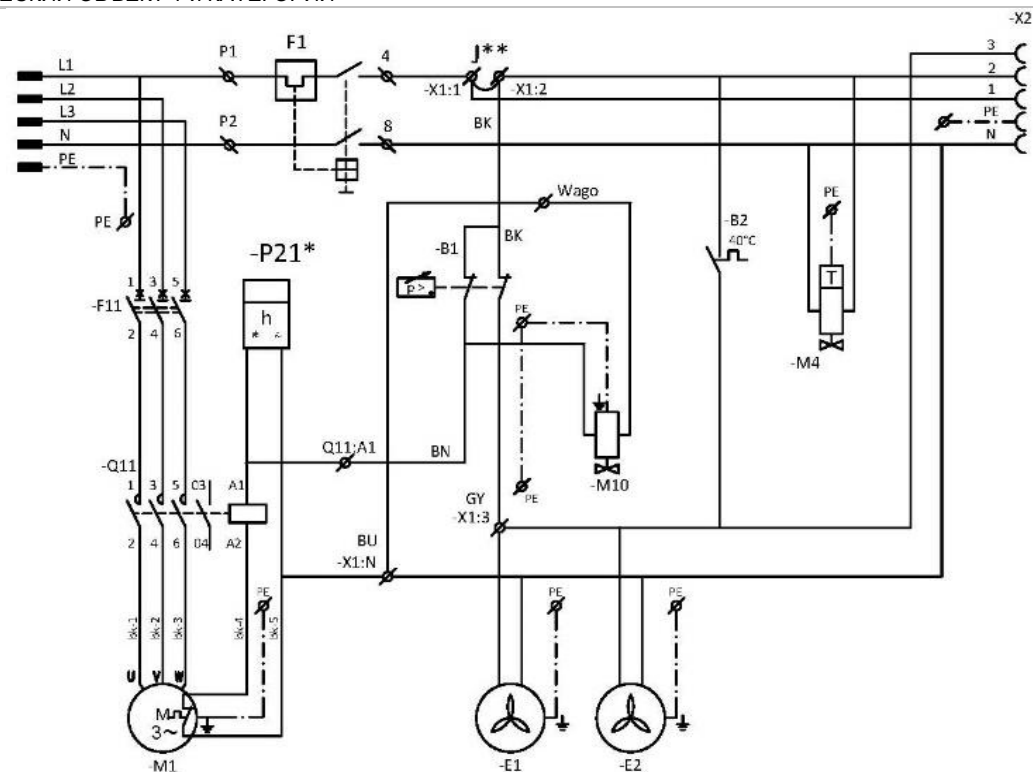 -X2
L1
P1
F1
4
J**
3
L2
-X1:1
-X1:2
2
L3
1
P2
BK
PE
N
8
N
PE
Wago
PE
PE
-B1
BK
-B2
40°C
-P21*
P >
T
1 3 5
-F11
h
PE
2 4 6
-M4
Q11:A1
BN
-Q11
-M10
1 3 5 03 A1
PE
GY
-X1:3
2 4 6 04 A2
BU
-X1:N
PE
PE
PE
bk-1
bk-2
bk-3
bk-4
bk-5
U V W
M
3~
-M1
-E1
-E2